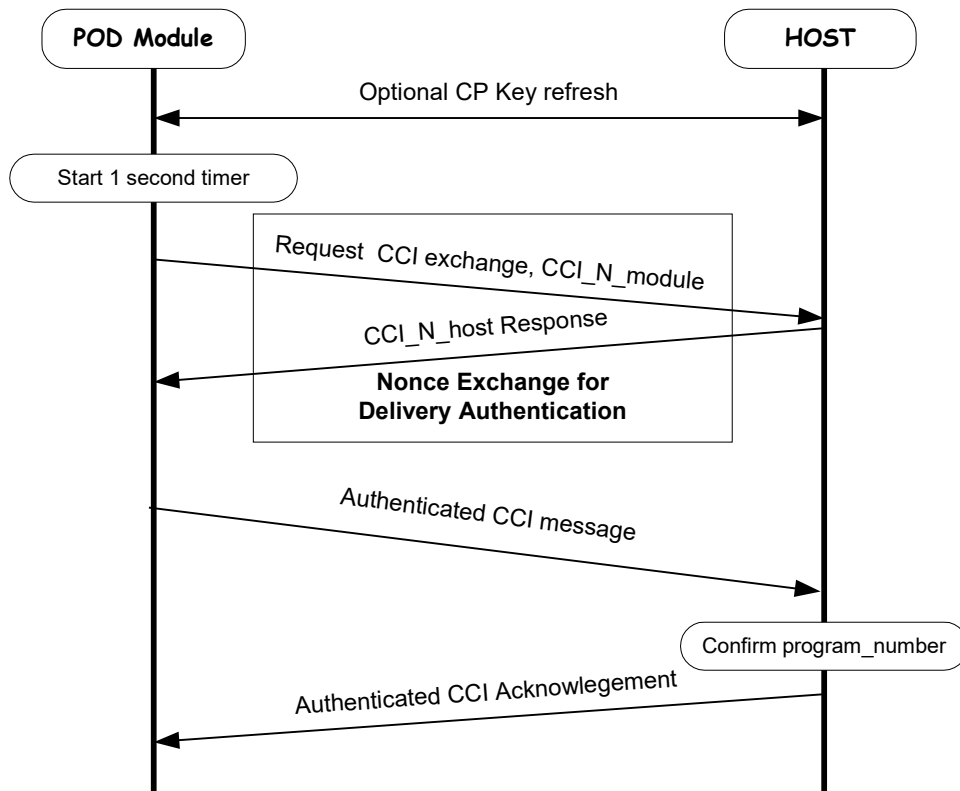 POD Module
HOST
Optional CP Key refresh
Start 1 second timer
Request CCI exchange, CCI_N_module
CCI_N_host Response
Nonce Exchange for
Delivery Authentication
Authenticated CCI message
Confirm program_number
Authenticated CCI Acknowlegement